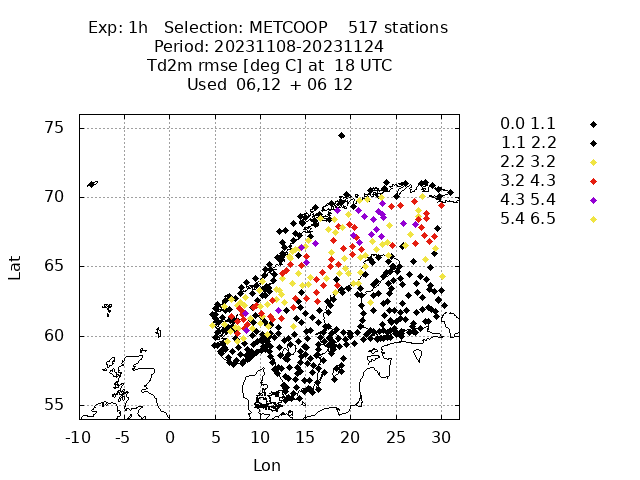 Exp: 1h   Selection: METCOOP    517 stations
Period: 20231108-20231124
Td2m rmse [deg C] at  18 UTC
Used  06,12  + 06 12
0.0 1.1
1.1 2.2
2.2 3.2
3.2 4.3
4.3 5.4
5.4 6.5
75
70
65
60
55
Lat
-10 -5 0 5 10 15 20 25 30
Lon